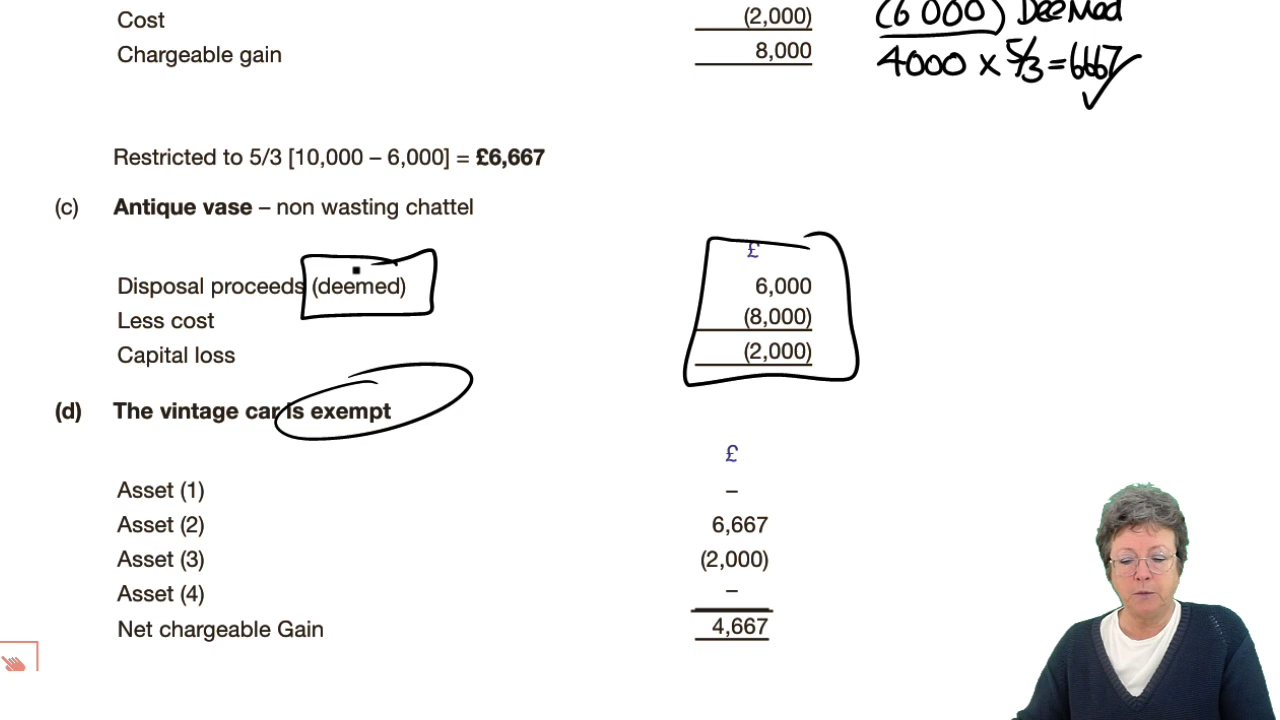 Cost (2,000)
Chargeable gain 8,000
(6 000) Deemed
4000 × 5/3 = 6667 ✓
Restricted to 5/3 [10,000 – 6,000] = £6,667
(c) Antique vase – non wasting chattel
£
Disposal proceeds (deemed) 6,000
Less cost (8,000)
Capital loss (2,000)
(d) The vintage car is exempt
£
Asset (1) –
Asset (2) 6,667
Asset (3) (2,000)
Asset (4) –
Net chargeable Gain 4,667